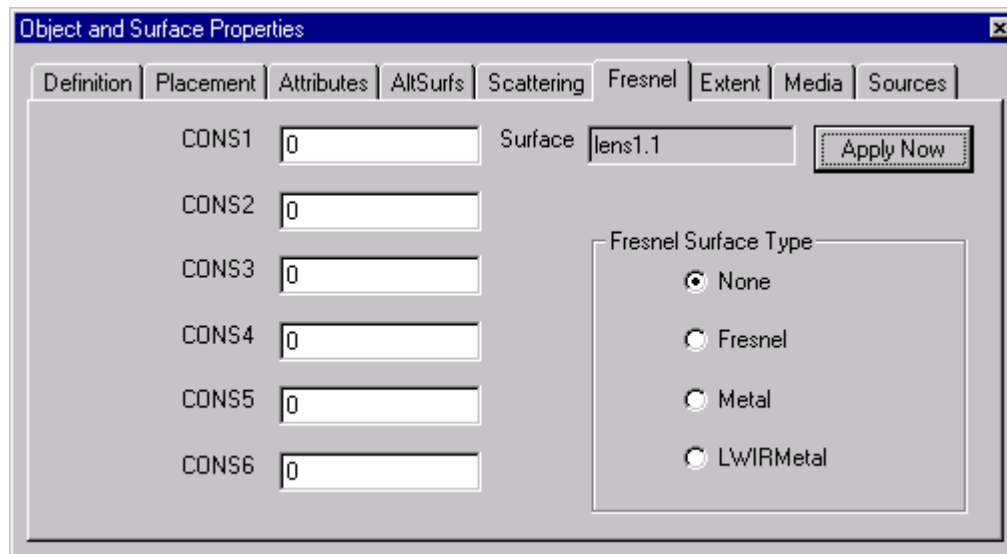 Object and Surface Properties
Definition Placement Attributes AltSurfs Scattering Fresnel Extent Media Sources
CONS1 0 Surface lens1.1 Apply Now
CONS2 0
Fresnel Surface Type
CONS3 0 None
CONS4 0 Fresnel
CONS5 0 Metal
CONS6 0 LWIRMetal